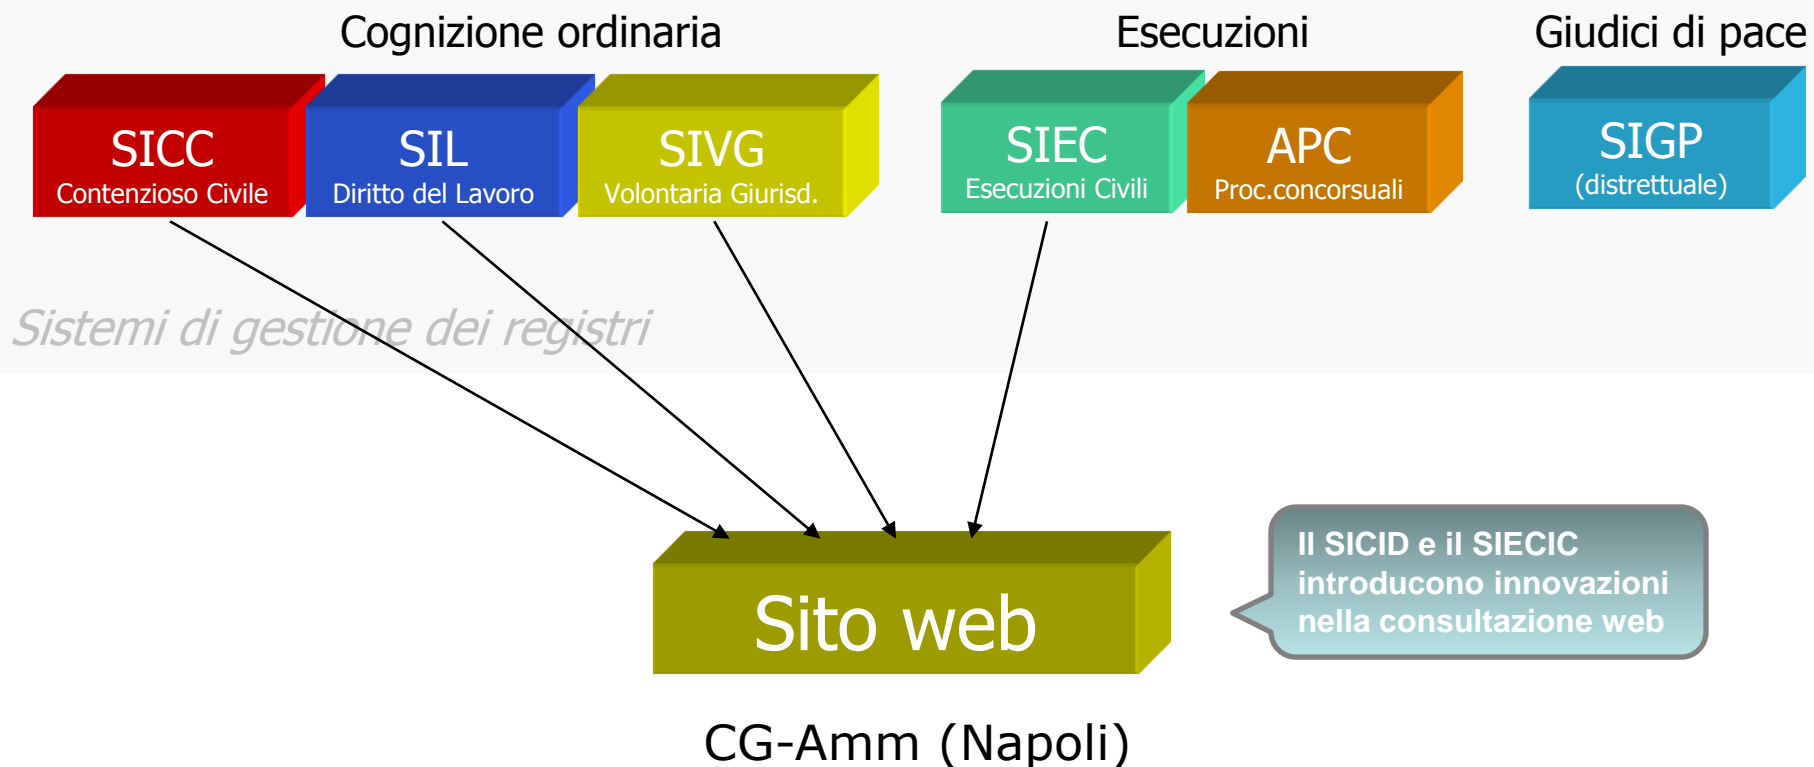 Cognizione ordinaria
Esecuzioni
Giudici di pace
SICC
Contenzioso Civile
SIL
Diritto del Lavoro
SIVG
Volontaria Giurisd.
SIEC
Esecuzioni Civili
APC
Proc.concorsuali
SIGP
(distrettuale)
Sistemi di gestione dei registri
Sito web
Il SICID e il SIECIC
introducono innovazioni
nella consultazione web
CG-Amm (Napoli)